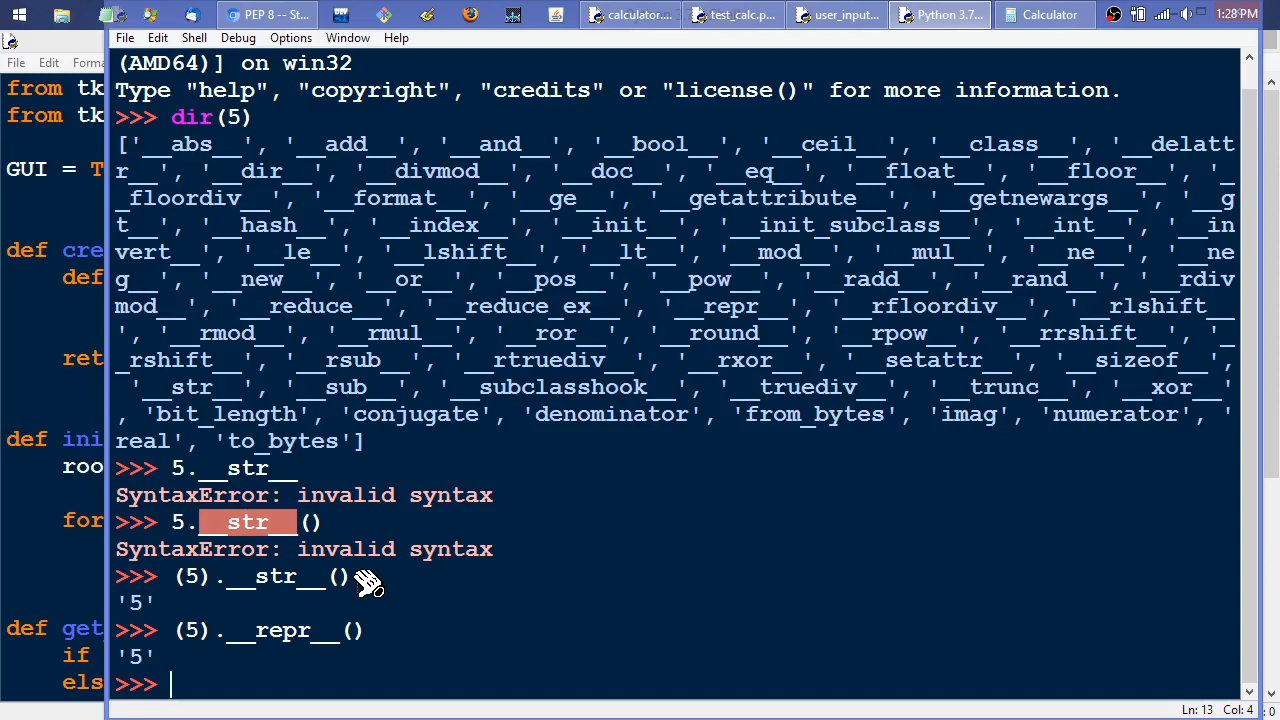 PEP 8 -- St...
calculator....
test_calc.p...
user_input...
Python 3.7...
Calculator
1:28 PM
File Edit Shell Debug Options Window Help
File Edit Forma
(AMD64)] on win32
Type "help", "copyright", "credits" or "license()" for more information.
>>> dir(5)
['__abs__', '__add__', '__and__', '__bool__', '__ceil__', '__class__', '__delatt
r__', '__dir__', '__divmod__', '__doc__', '__eq__', '__float__', '__floor__', '_
_floordiv__', '__format__', '__ge__', '__getattribute__', '__getnewargs__', '__g
t__', '__hash__', '__index__', '__init__', '__init_subclass__', '__int__', '__in
vert__', '__le__', '__lshift__', '__lt__', '__mod__', '__mul__', '__ne__', '__ne
g__', '__new__', '__or__', '__pos__', '__pow__', '__radd__', '__rand__', '__rdiv
mod__', '__reduce__', '__reduce_ex__', '__repr__', '__rfloordiv__', '__rlshift__
', '__rmod__', '__rmul__', '__ror__', '__round__', '__rpow__', '__rrshift__', '_
_rshift__', '__rsub__', '__rtruediv__', '__rxor__', '__setattr__', '__sizeof__',
'__str__', '__sub__', '__subclasshook__', '__truediv__', '__trunc__', '__xor__'
, 'bit_length', 'conjugate', 'denominator', 'from_bytes', 'imag', 'numerator', '
real', 'to_bytes']
>>> 5.__str__
SyntaxError: invalid syntax
>>> 5.__str__()
SyntaxError: invalid syntax
>>> (5).__str__()
'5'
>>> (5).__repr__()
'5'
>>>
Ln: 13 Col: 4
from tk
from tk
GUI = T
def cre
def
ret
def ini
roo
for
def get
if
els
: 0